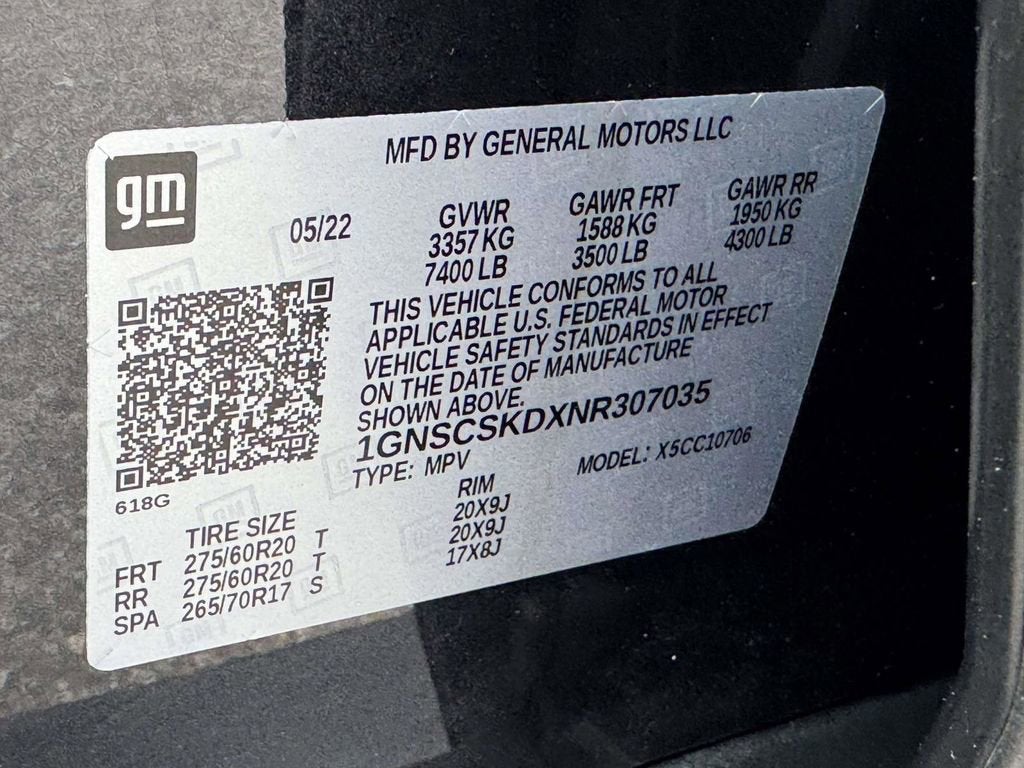 gm
MFD BY GENERAL MOTORS LLC
05/22
GVWR
3357 KG
7400 LB
GAWR FRT
1588 KG
3500 LB
GAWR RR
1950 KG
4300 LB
THIS VEHICLE CONFORMS TO ALL
APPLICABLE U.S. FEDERAL MOTOR
VEHICLE SAFETY STANDARDS IN EFFECT
ON THE DATE OF MANUFACTURE
SHOWN ABOVE.
1GNSCSKDXNR307035
TYPE: MPV
MODEL: X5CC10706
618G
TIRE SIZE RIM
FRT 275/60R20 T 20X9J
RR 275/60R20 T 20X9J
SPA 265/70R17 S 17X8J